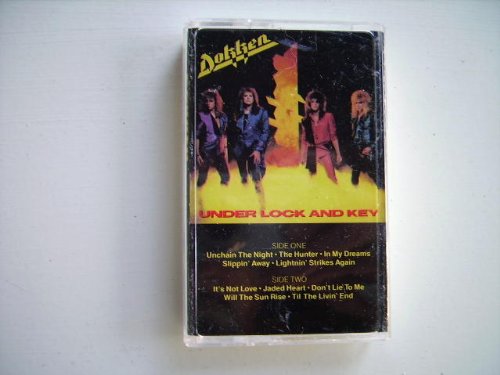 Dokken
UNDER LOCK AND KEY
SIDE ONE
Unchain The Night • The Hunter • In My Dreams
Slippin' Away • Lightnin' Strikes Again
SIDE TWO
It's Not Love • Jaded Heart • Don't Lie To Me
Will The Sun Rise • Til The Livin' End